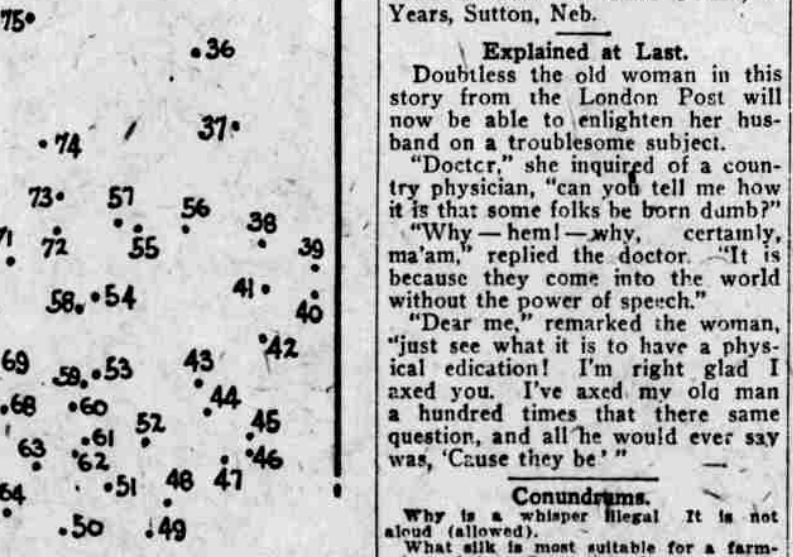 75
36
37
74
73
57
56
38
39
71
72
55
58
54
41
40
42
69
59
53
43
68
60
44
45
52
61
63
62
46
51
48
47
64
50
49
Years, Sutton, Neb.
Explained at Last.
Doubtless the old woman in this
story from the London Post will
now be able to enlighten her hus-
band on a troublesome subject.
"Doctor," she inquired of a coun-
try physician, "can you tell me how
it is that some folks be born dumb?"
"Why — hem! — why, certainly,
ma'am," replied the doctor. "It is
because they come into the world
without the power of speech."
"Dear me," remarked the woman,
"just see what it is to have a phys-
ical edication! I'm right glad I
axed you. I've axed my old man
a hundred times that there same
question, and all he would ever say
was, 'Cause they be' "
Conundrums.
Why is a whisper illegal It is not
aloud (allowed).
What silk is most suitable for a farm-